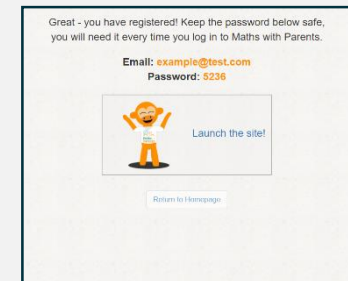 Great - you have registered! Keep the password below safe,
you will need it every time you log in to Maths with Parents.
Email: example@test.com
Password: 5236
Launch the site!
Return to Homepage